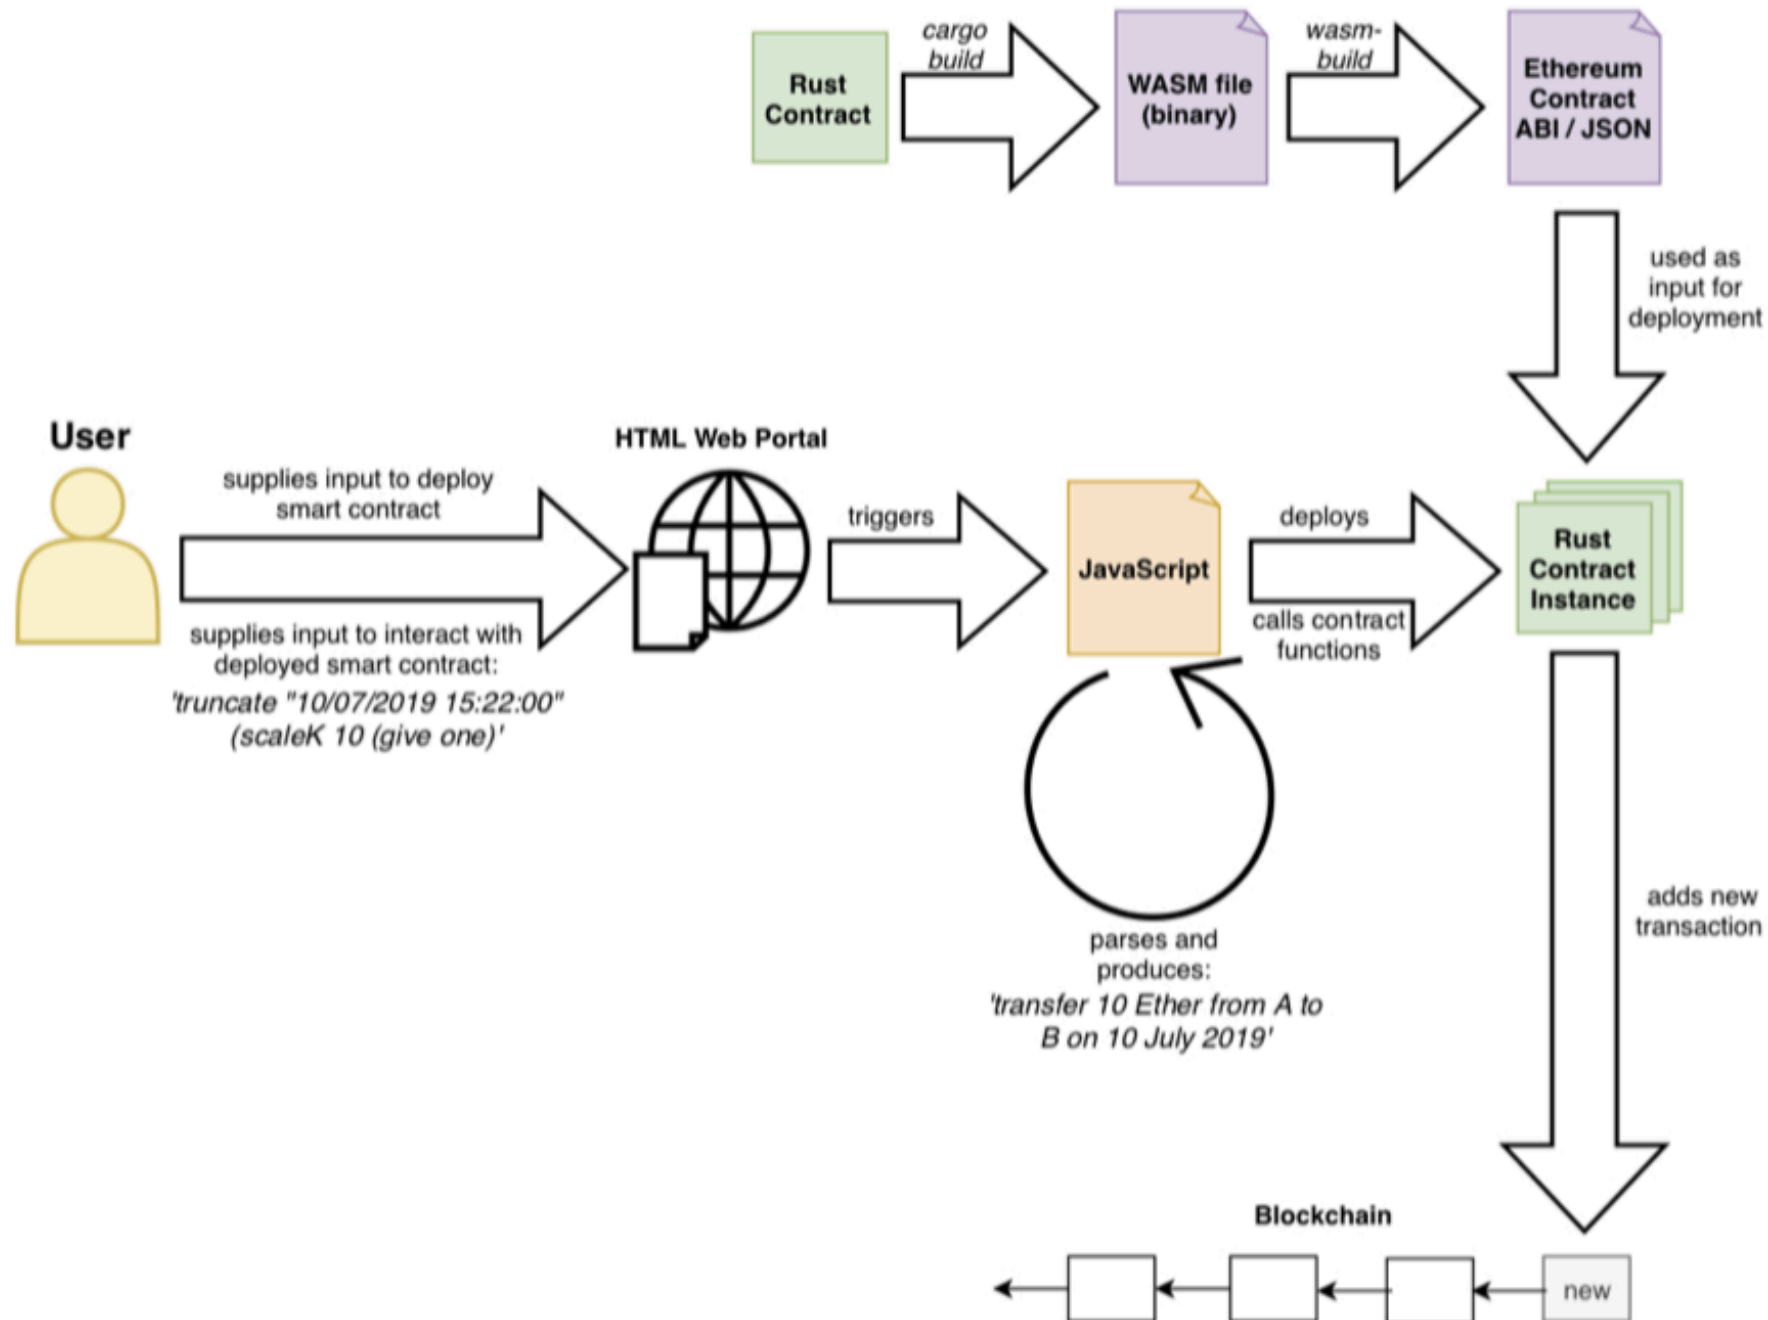 cargo
build
wasm-
build
Rust
Contract
WASM file
(binary)
Ethereum
Contract
ABI / JSON
used as
input for
deployment
User
HTML Web Portal
supplies input to deploy
smart contract
triggers
deploys
JavaScript
Rust
Contract
Instance
calls contract
functions
supplies input to interact with
deployed smart contract:
'truncate "10/07/2019 15:22:00"
(scaleK 10 (give one)'
adds new
transaction
parses and
produces:
'transfer 10 Ether from A to
B on 10 July 2019'
Blockchain
new